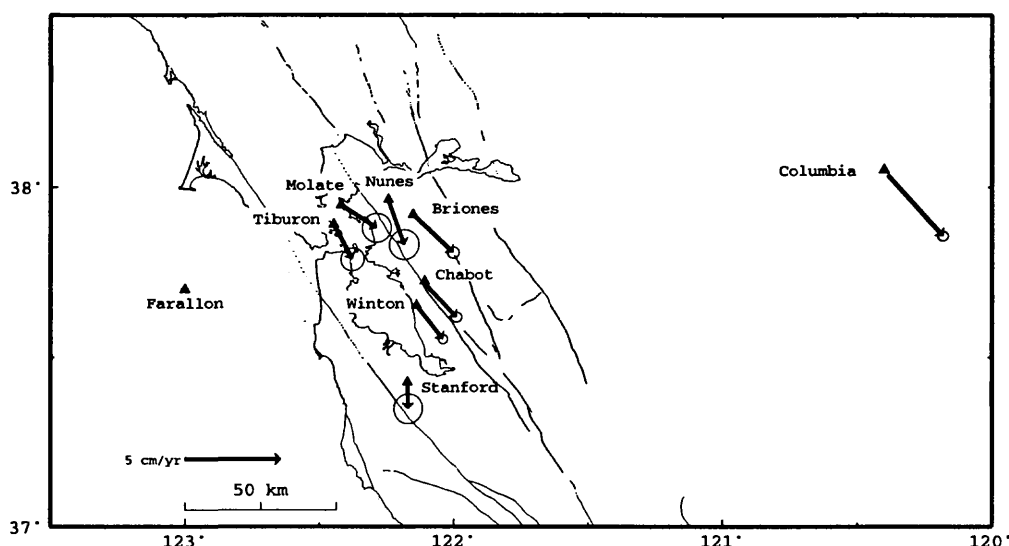 Columbia
38°
Molate
Nunes
Tiburon
Briones
Chabot
Farallon
Winton
Stanford
5 cm/yr
50 km
37°
123°
122°
121°
120°